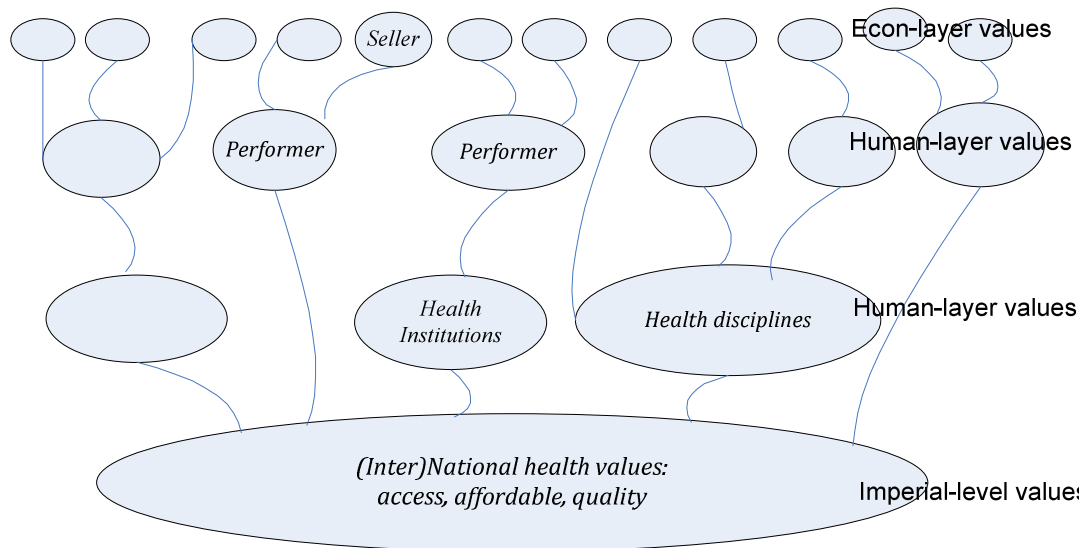 Seller
Econ-layer values
Performer
Performer
Human-layer values
Health
Institutions
Health disciplines
Human-layer values
(Inter)National health values:
access, affordable, quality
Imperial-level values